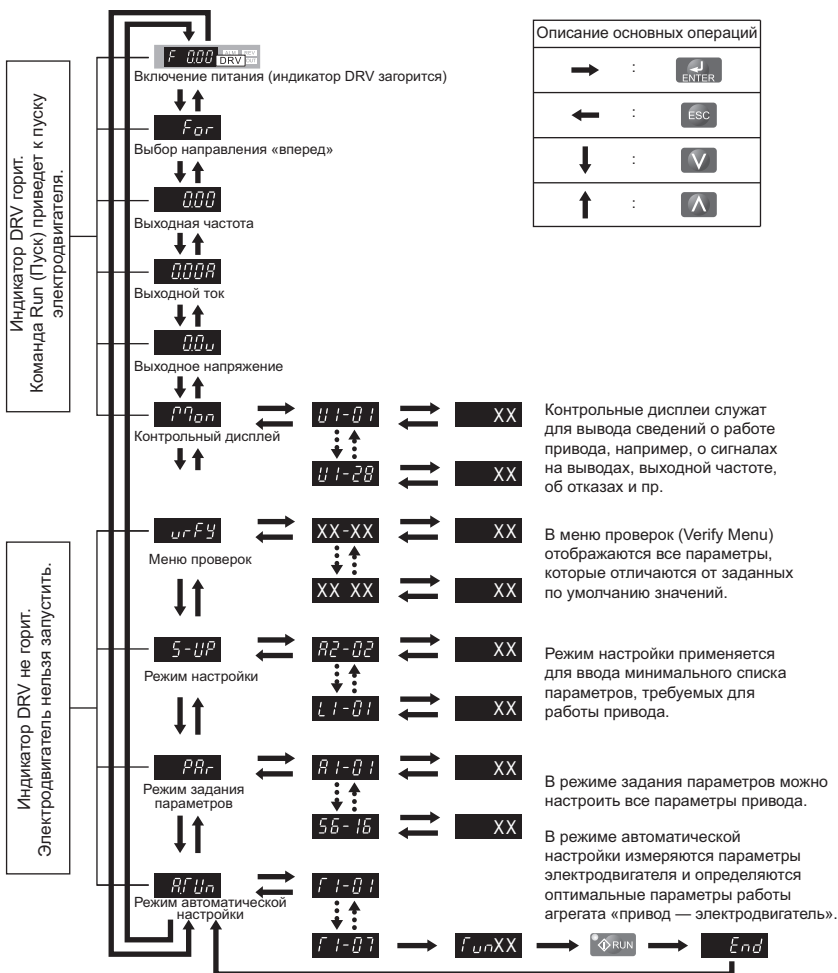 Описание основных операций
: ENTER
: ESC
: V
: Λ
Индикатор DRV горит.
Команда Run (Пуск) приведет к пуску
электродвигателя.
F 0.00 DRV
Включение питания (индикатор DRV загорится)
For
Выбор направления «вперед»
0.00
Выходная частота
0.00A
Выходной ток
0.0v
Выходное напряжение
Mon U1-01 XX
Контрольный дисплей
U1-28 XX
Контрольные дисплеи служат
для вывода сведений о работе
привода, например, о сигналах
на выводах, выходной частоте,
об отказах и пр.
Индикатор DRV не горит.
Электродвигатель нельзя запустить.
vrFY XX-XX XX
Меню проверок
XX XX XX
В меню проверок (Verify Menu)
отображаются все параметры,
которые отличаются от заданных
по умолчанию значений.
S-UP A2-02 XX
Режим настройки
L1-01 XX
Режим настройки применяется
для ввода минимального списка
параметров, требуемых для
работы привода.
PAr A1-01 XX
Режим задания
параметров
S6-16 XX
В режиме задания параметров можно
настроить все параметры привода.
A.TUn T1-01
Режим автоматической
настройки
T1-07 TunXX RUN End
В режиме автоматической
настройки измеряются параметры
электродвигателя и определяются
оптимальные параметры работы
агрегата «привод — электродвигатель».